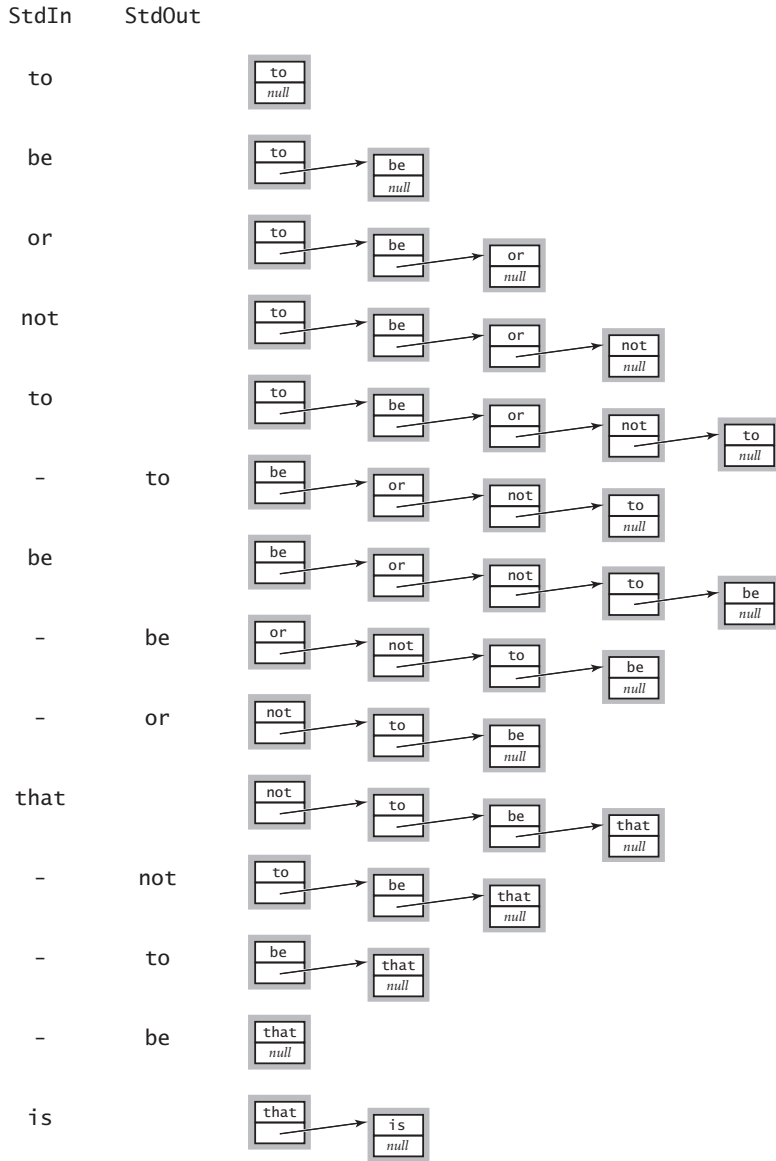 StdIn StdOut
to
to
null
be
to
be
null
or
to
be
or
null
not
to
be
or
not
null
to
to
be
or
not
to
null
- to
be
or
not
to
null
be
be
or
not
to
be
null
- be
or
not
to
be
null
- or
not
to
be
null
that
not
to
be
that
null
- not
to
be
that
null
- to
be
that
null
- be
that
null
is
that
is
null